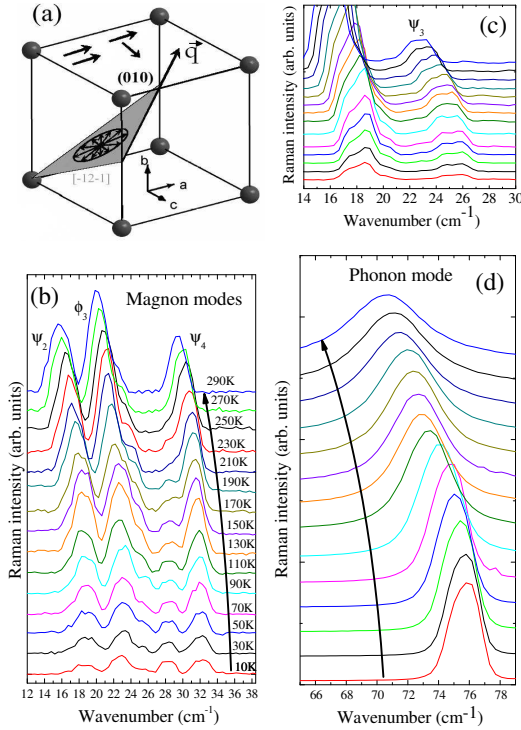 (a)
q
(010)
[-12-1]
b
a
c
(c)
ψ3
Raman intensity (arb. units)
14 16 18 20 22 24 26 28 30
Wavenumber (cm-1)
(b)
Magnon modes
ψ2
ϕ3
ψ4
290K
270K
250K
230K
210K
190K
170K
150K
130K
110K
90K
70K
50K
30K
10K
Raman intensity (arb. units)
12 14 16 18 20 22 24 26 28 30 32 34 36 38
Wavenumber (cm-1)
Phonon mode
(d)
Raman intensity (arb. units)
66 68 70 72 74 76 78
Wavenumber (cm-1)